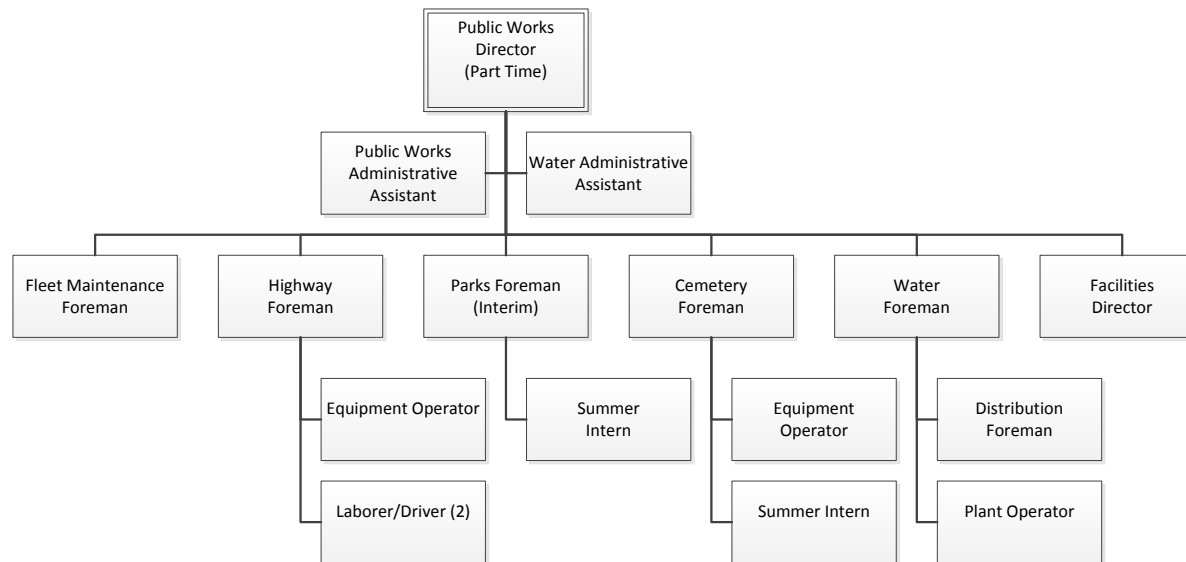 Public Works
Director
(Part Time)
Public Works
Administrative
Assistant
Water Administrative
Assistant
Fleet Maintenance
Foreman
Highway
Foreman
Parks Foreman
(Interim)
Cemetery
Foreman
Water
Foreman
Facilities
Director
Equipment Operator
Summer
Intern
Equipment
Operator
Distribution
Foreman
Laborer/Driver (2)
Summer Intern
Plant Operator